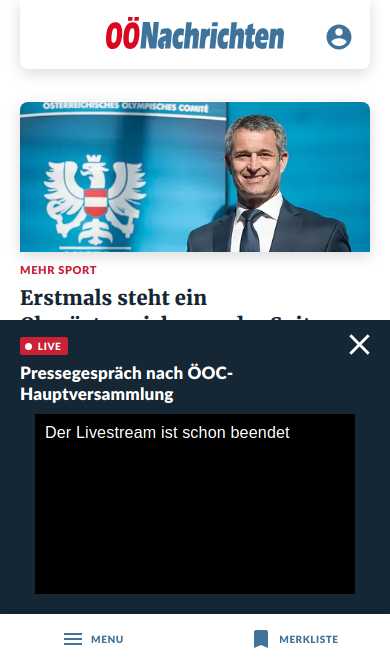 OÖNachrichten
ÖSTERREICHISCHES OLYMPISCHES COMITÉ
MEHR SPORT
Erstmals steht ein
LIVE
Pressegespräch nach ÖOC-
Hauptversammlung
Der Livestream ist schon beendet
MENU
MERKLISTE